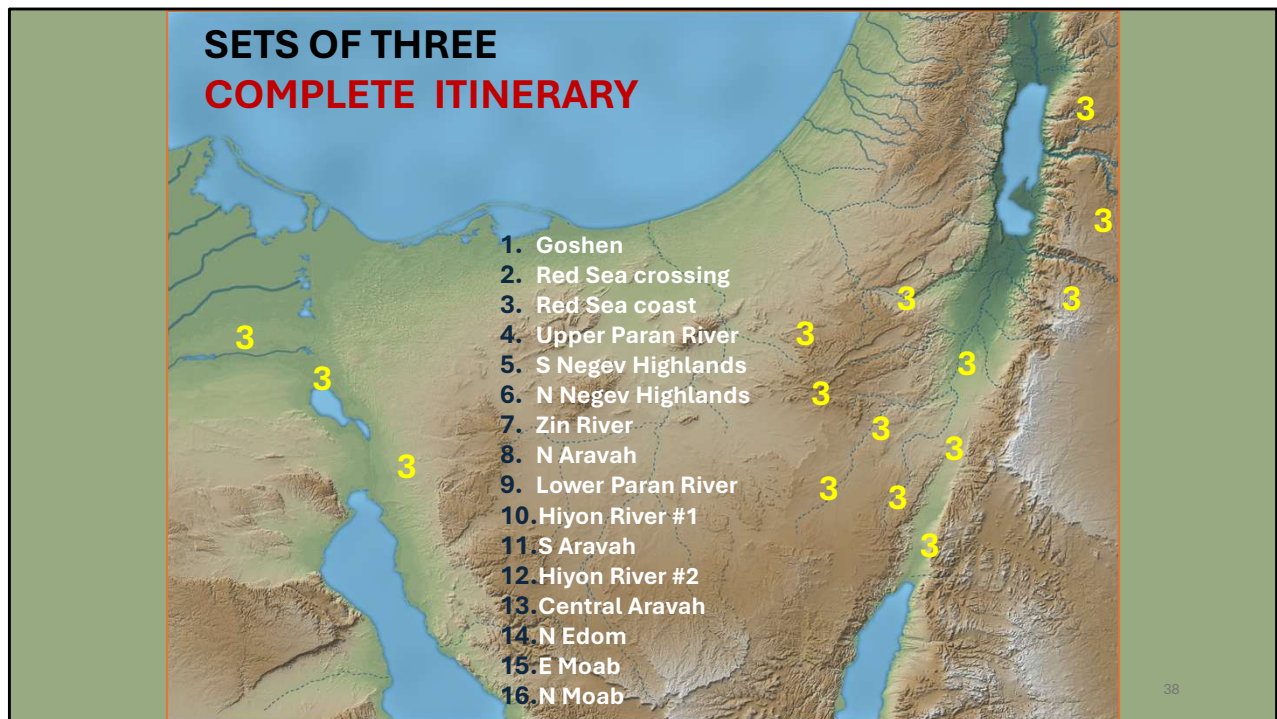 SETS OF THREE
COMPLETE ITINERARY
3
3
3
1. Goshen
2. Red Sea crossing
3. Red Sea coast
4. Upper Paran River
5. S Negev Highlands
6. N Negev Highlands
7. Zin River
8. N Aravah
9. Lower Paran River
10. Hiyon River #1
11. S Aravah
12. Hiyon River #2
13. Central Aravah
14. N Edom
15. E Moab
16. N Moab
3
3
3
3
3
3
3
3
3
3
3
3
3
38